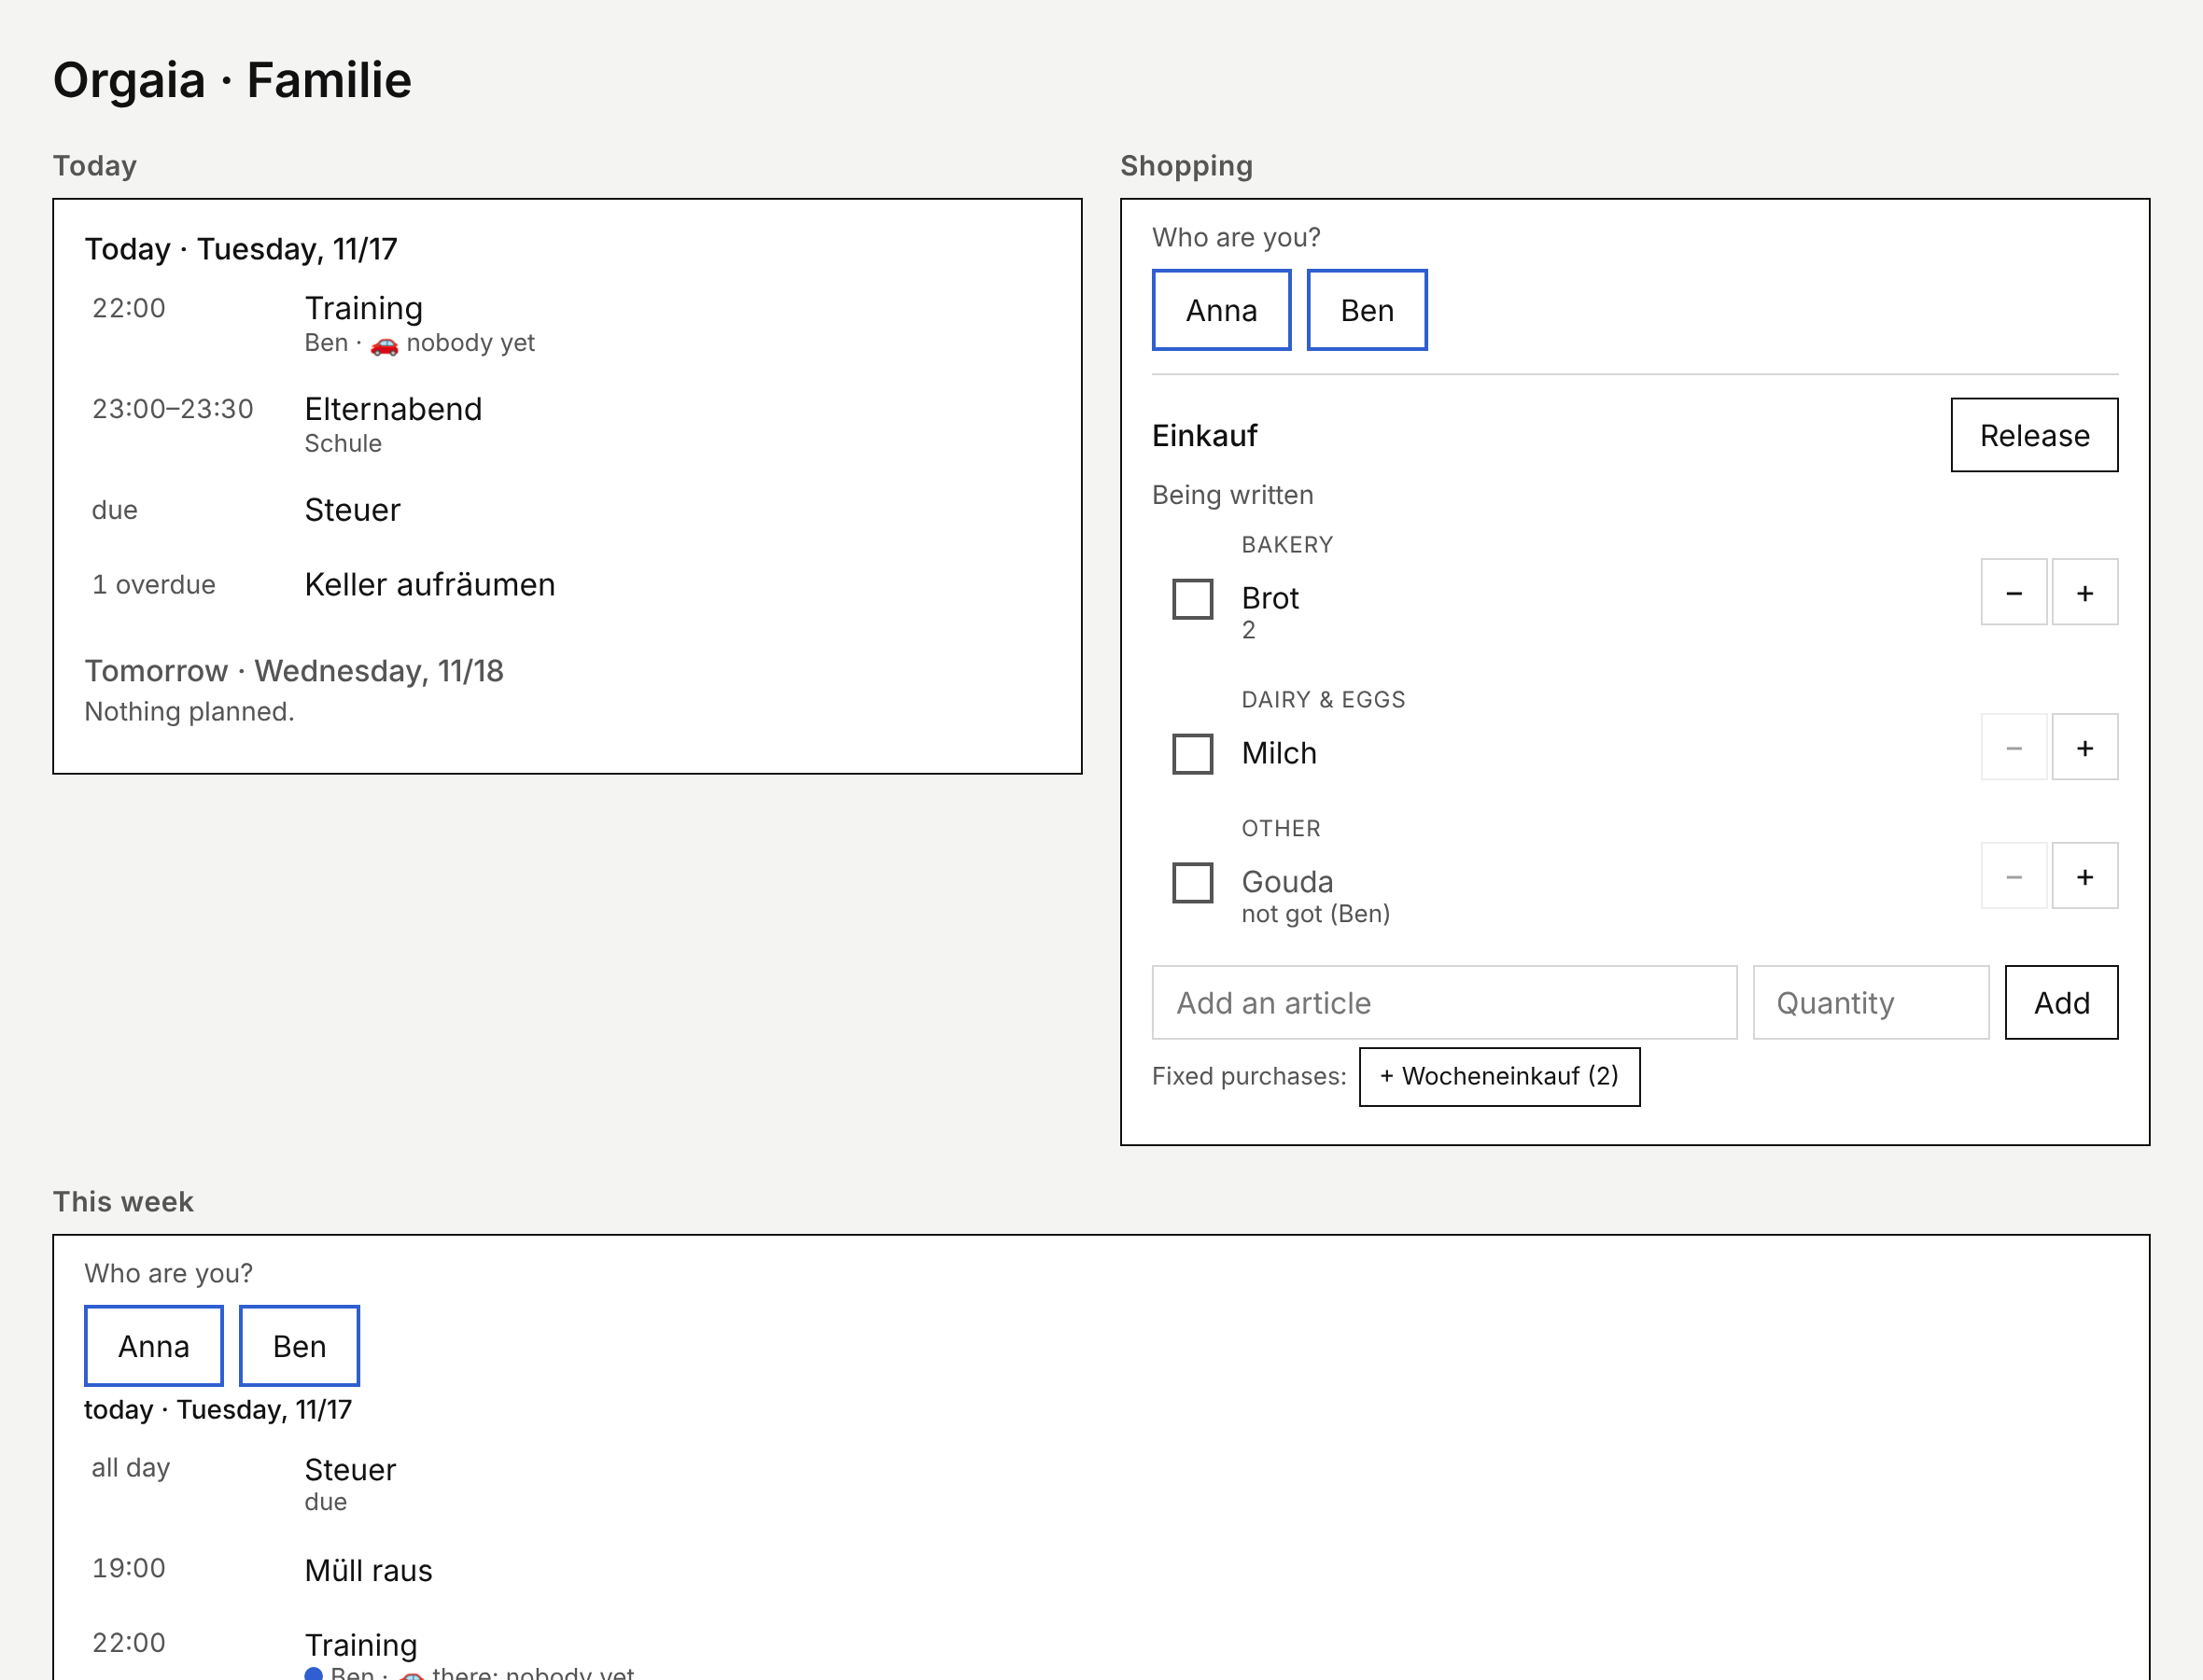 Orgaia · Familie
Today
Today · Tuesday, 11/17
22:00 Training
Ben · 🚗 nobody yet
23:00–23:30 Elternabend
Schule
due Steuer
1 overdue Keller aufräumen
Tomorrow · Wednesday, 11/18
Nothing planned.
Shopping
Who are you?
Anna Ben
Einkauf Release
Being written
BAKERY
Brot − +
2
DAIRY & EGGS
Milch − +
OTHER
Gouda − +
not got (Ben)
Add an article Quantity Add
Fixed purchases: + Wocheneinkauf (2)
This week
Who are you?
Anna Ben
today · Tuesday, 11/17
all day Steuer
due
19:00 Müll raus
22:00 Training
Ben · 🚗 there: nobody yet